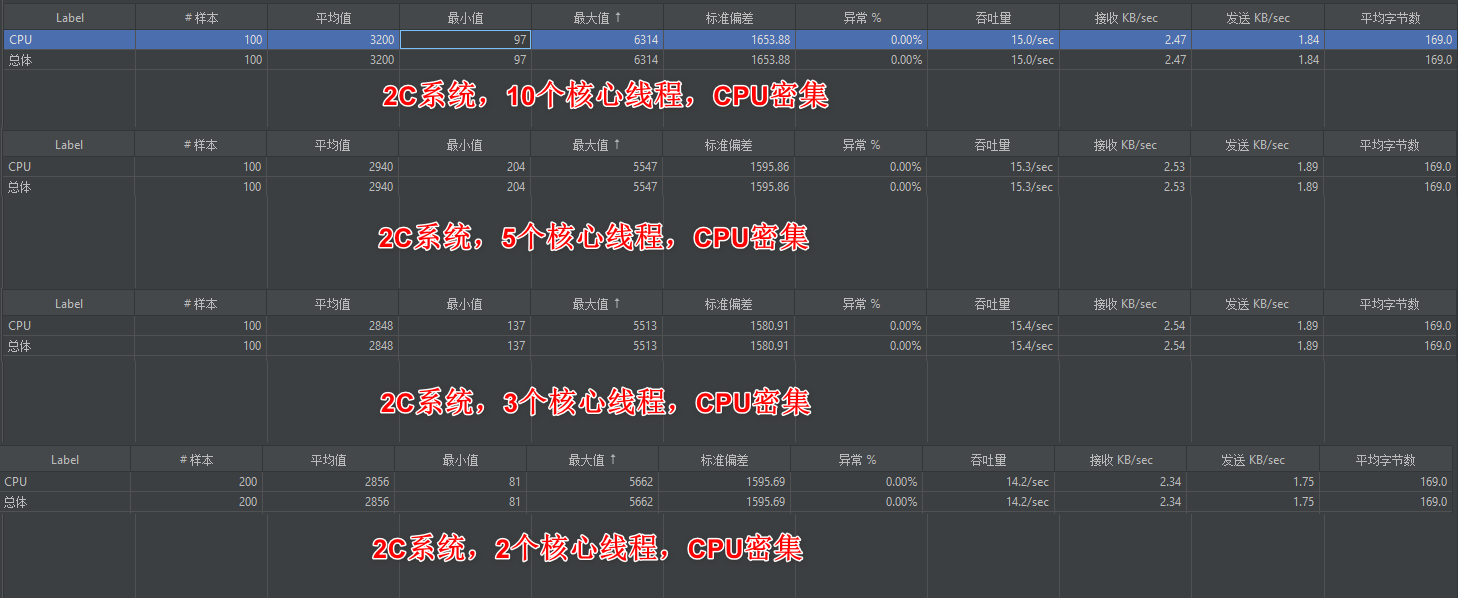 Label # 样本 平均值 最小值 最大值 ↑ 标准偏差 异常 % 吞吐量 接收 KB/sec 发送 KB/sec 平均字节数
CPU 100 3200 97 6314 1653.88 0.00% 15.0/sec 2.47 1.84 169.0
总体 100 3200 97 6314 1653.88 0.00% 15.0/sec 2.47 1.84 169.0
2C系统，10个核心线程，CPU密集
Label # 样本 平均值 最小值 最大值 ↑ 标准偏差 异常 % 吞吐量 接收 KB/sec 发送 KB/sec 平均字节数
CPU 100 2940 204 5547 1595.86 0.00% 15.3/sec 2.53 1.89 169.0
总体 100 2940 204 5547 1595.86 0.00% 15.3/sec 2.53 1.89 169.0
2C系统，5个核心线程，CPU密集
Label # 样本 平均值 最小值 最大值 ↑ 标准偏差 异常 % 吞吐量 接收 KB/sec 发送 KB/sec 平均字节数
CPU 100 2848 137 5513 1580.91 0.00% 15.4/sec 2.54 1.89 169.0
总体 100 2848 137 5513 1580.91 0.00% 15.4/sec 2.54 1.89 169.0
2C系统，3个核心线程，CPU密集
Label # 样本 平均值 最小值 最大值 ↑ 标准偏差 异常 % 吞吐量 接收 KB/sec 发送 KB/sec 平均字节数
CPU 200 2856 81 5662 1595.69 0.00% 14.2/sec 2.34 1.75 169.0
总体 200 2856 81 5662 1595.69 0.00% 14.2/sec 2.34 1.75 169.0
2C系统，2个核心线程，CPU密集